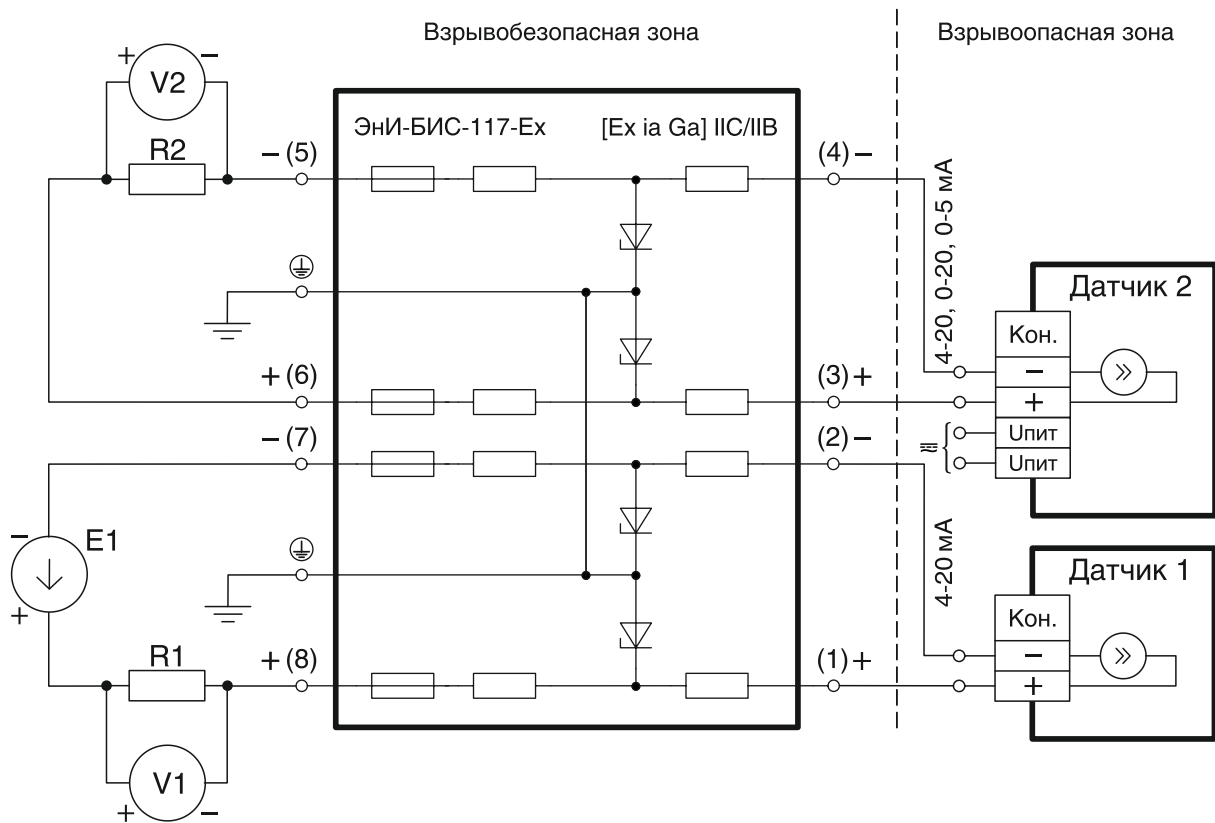 Взрывобезопасная зона
Взрывоопасная зона
+ −
V2
R2
− (5)
ЭнИ-БИС-117-Ex [Ex ia Ga] IIC/IIB
(4) −
4-20, 0-20, 0-5 мА
Датчик 2
Кон.
−
+
Uпит
Uпит
+ (6)
(3) +
− (7)
(2) −
−
E1
+
4-20 мА
Датчик 1
Кон.
−
+
R1
+ (8)
(1) +
V1
+ −